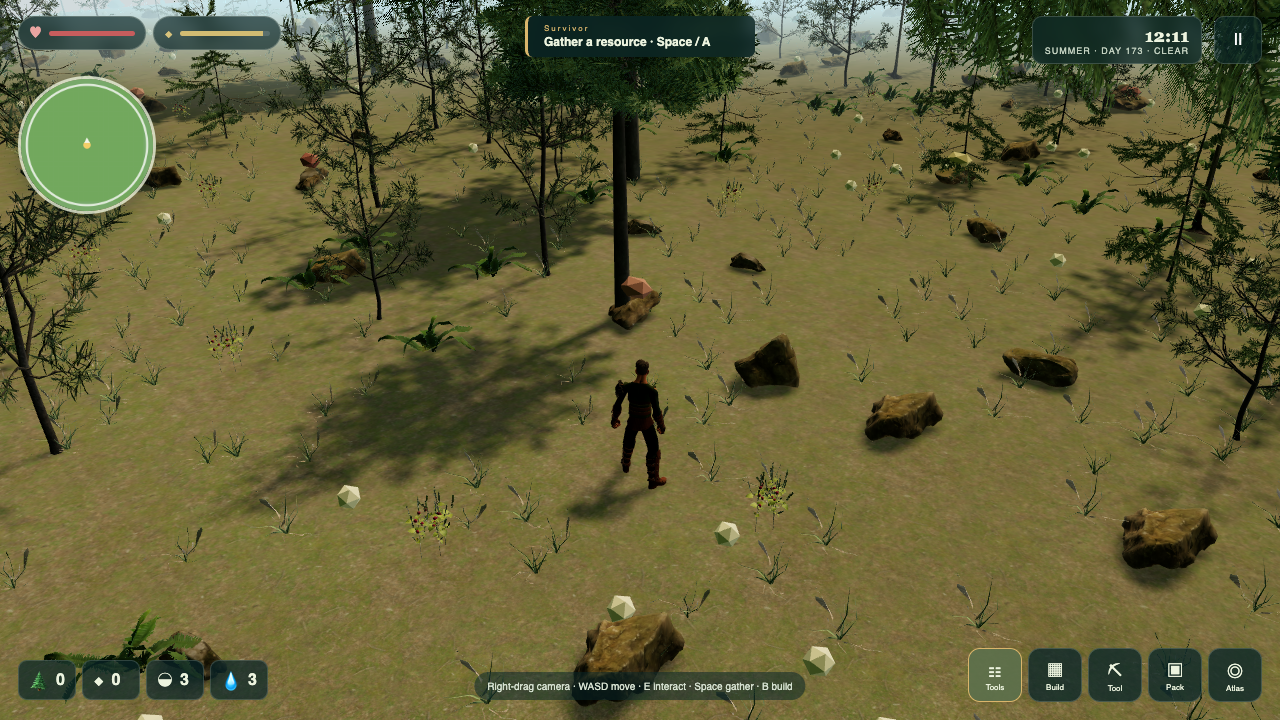 Survivor
Gather a resource · Space / A
12:11
SUMMER · DAY 173 · CLEAR
0
0
3
3
Right-drag camera · WASD move · E interact · Space gather · B build
Tools
Build
Tool
Pack
Atlas